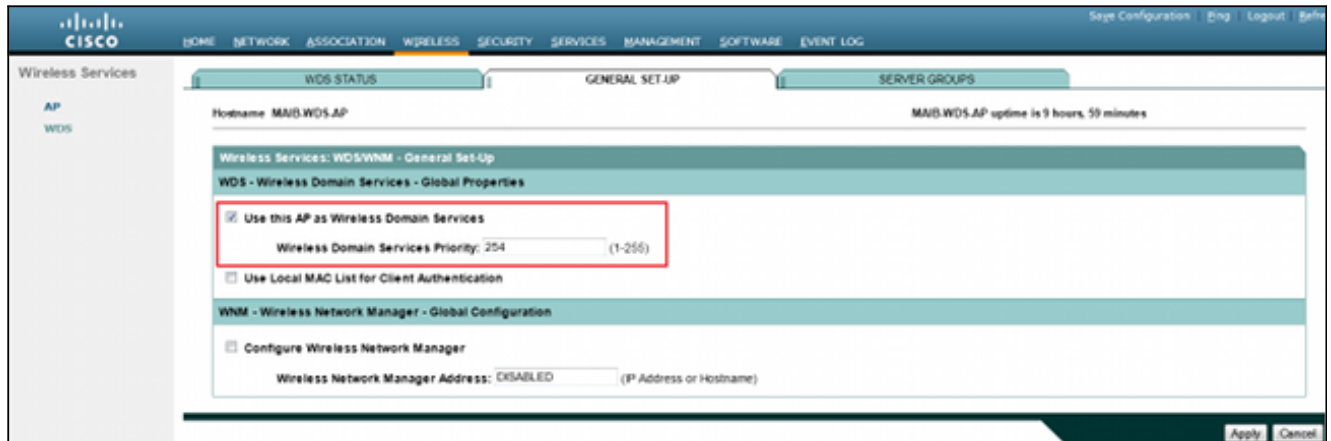 Save Configuration Ping Logout Refre
CISCO
HOME NETWORK ASSOCIATION WIRELESS SECURITY SERVICES MANAGEMENT SOFTWARE EVENT LOG
Wireless Services
AP
WDS
WDS STATUS GENERAL SET-UP SERVER GROUPS
Hostname MAIB-WDS-AP MAIB-WDS-AP uptime is 9 hours, 59 minutes
Wireless Services: WDS/WNM - General Set-Up
WDS - Wireless Domain Services - Global Properties
Use this AP as Wireless Domain Services
Wireless Domain Services Priority: 254 (1-255)
Use Local MAC List for Client Authentication
WNM - Wireless Network Manager - Global Configuration
Configure Wireless Network Manager
Wireless Network Manager Address: DISABLED (IP Address or Hostname)
Apply Cancel